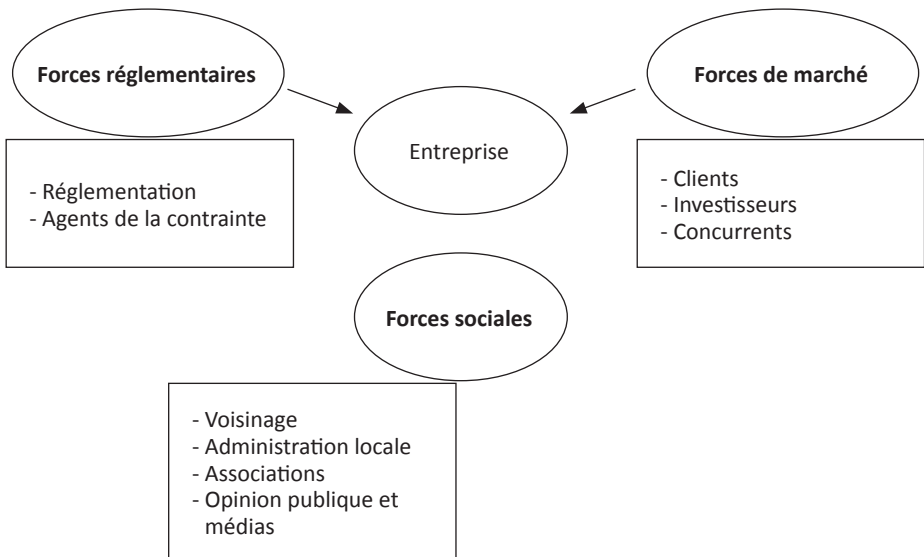 Forces réglementaires
Forces de marché
Entreprise
- Réglementation
- Agents de la contrainte
- Clients
- Investisseurs
- Concurrents
Forces sociales
- Voisinage
- Administration locale
- Associations
- Opinion publique et
médias